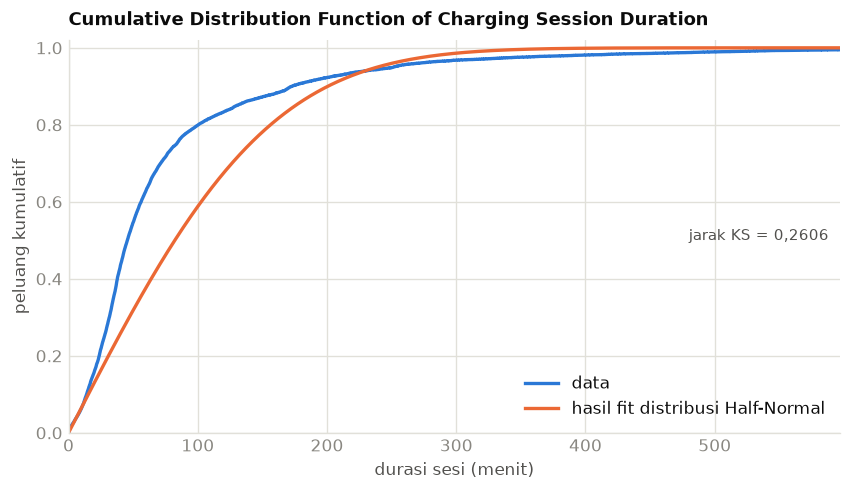 Cumulative Distribution Function of Charging Session Duration
peluang kumulatif
1.0
0.8
0.6
0.4
0.2
0.0
jarak KS = 0,2606
data
hasil fit distribusi Half-Normal
0 100 200 300 400 500
durasi sesi (menit)